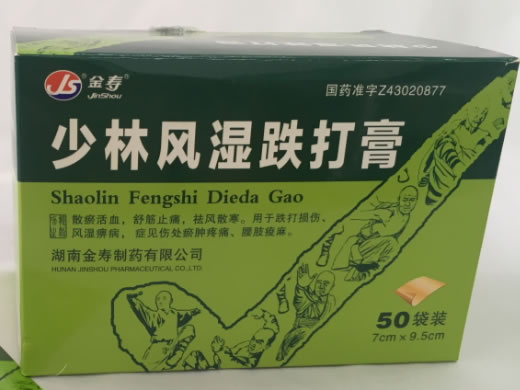 JS 金寿
JinShou
国药准字Z43020877
少林风湿跌打膏
Shaolin Fengshi Dieda Gao
散瘀活血，舒筋止痛，祛风散寒。用于跌打损伤、
风湿痹病，症见伤处瘀肿疼痛、腰肢酸麻。
湖南金寿制药有限公司
HUNAN JINSHOU PHARMACEUTICAL CO.,LTD.
50袋装
7cm×9.5cm